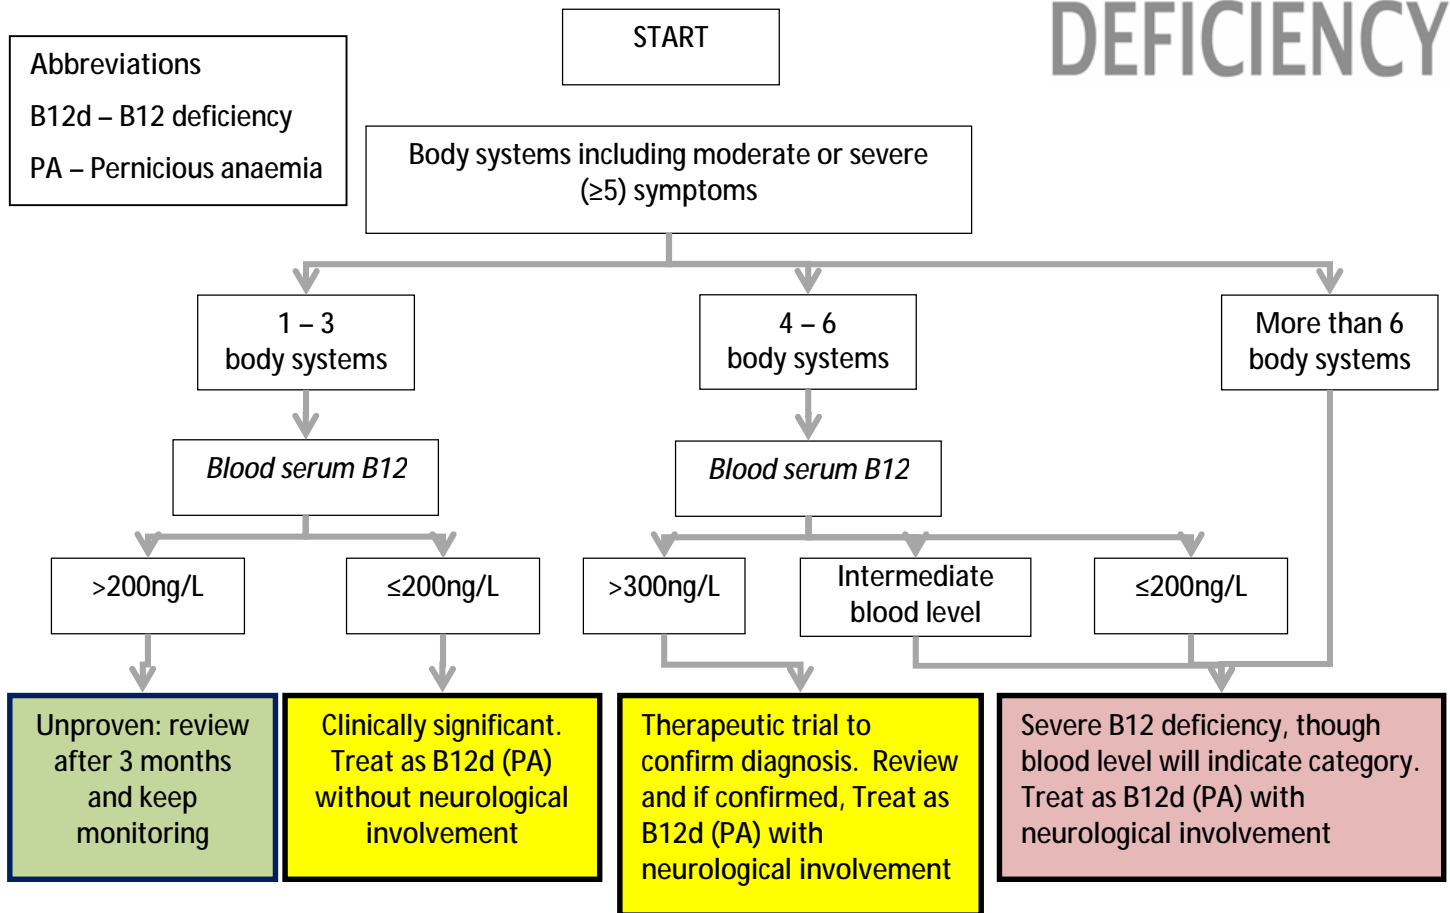 DEFICIENCY
START
Abbreviations
B12d – B12 deficiency
PA – Pernicious anaemia
Body systems including moderate or severe
(≥5) symptoms
1 – 3
body systems
4 – 6
body systems
More than 6
body systems
Blood serum B12
Blood serum B12
>200ng/L
≤200ng/L
>300ng/L
Intermediate
blood level
≤200ng/L
Unproven: review
after 3 months
and keep
monitoring
Clinically significant.
Treat as B12d (PA)
without neurological
involvement
Therapeutic trial to
confirm diagnosis. Review
and if confirmed, Treat as
B12d (PA) with
neurological involvement
Severe B12 deficiency, though
blood level will indicate category.
Treat as B12d (PA) with
neurological involvement